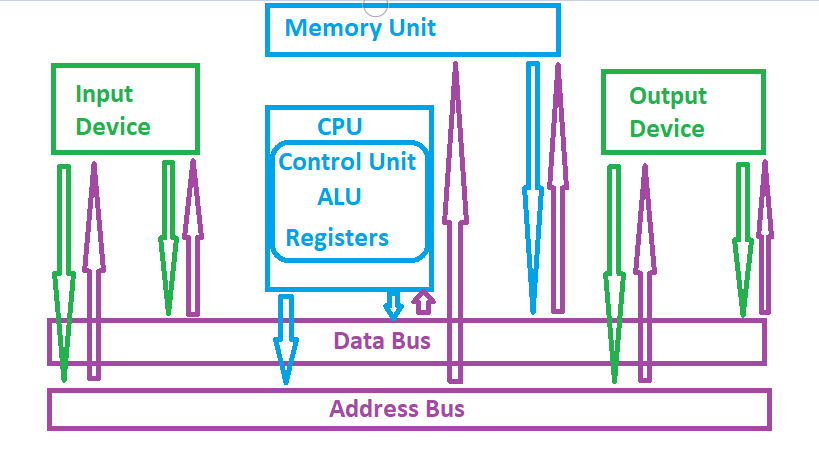 Memory Unit
Input
Device
CPU
Control Unit
ALU
Registers
Output
Device
Data Bus
Address Bus